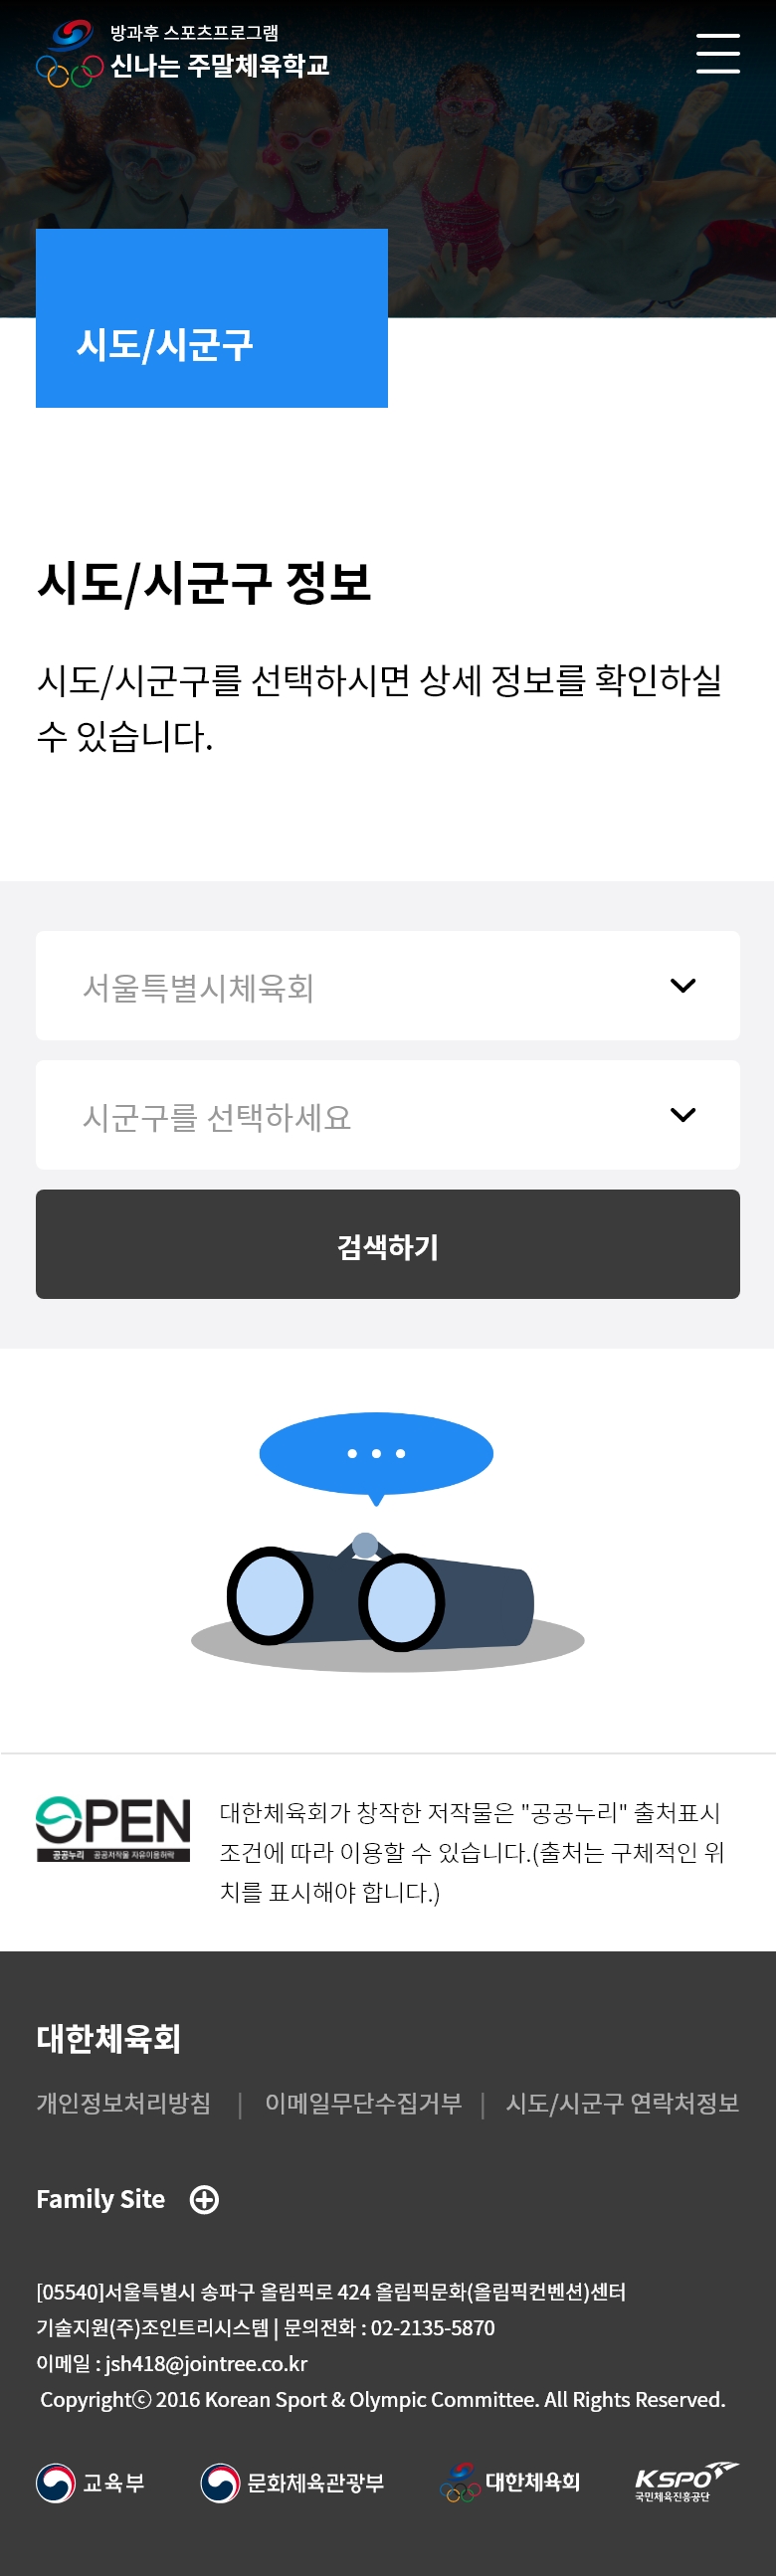 방과후 스포츠프로그램
신나는 주말체육학교
시도/시군구
시도/시군구 정보
시도/시군구를 선택하시면 상세 정보를 확인하실
수 있습니다.
서울특별시체육회
시군구를 선택하세요
검색하기
OPEN
공공누리 공공저작물 자유이용허락
대한체육회가 창작한 저작물은 "공공누리" 출처표시
조건에 따라 이용할 수 있습니다.(출처는 구체적인 위
치를 표시해야 합니다.)
대한체육회
개인정보처리방침 | 이메일무단수집거부 | 시도/시군구 연락처정보
Family Site
[05540]서울특별시 송파구 올림픽로 424 올림픽문화(올림픽컨벤션)센터
기술지원(주)조인트리시스템 | 문의전화 : 02-2135-5870
이메일 : jsh418@jointree.co.kr
Copyrightⓒ 2016 Korean Sport & Olympic Committee. All Rights Reserved.
교육부 문화체육관광부 대한체육회 KSPO
국민체육진흥공단